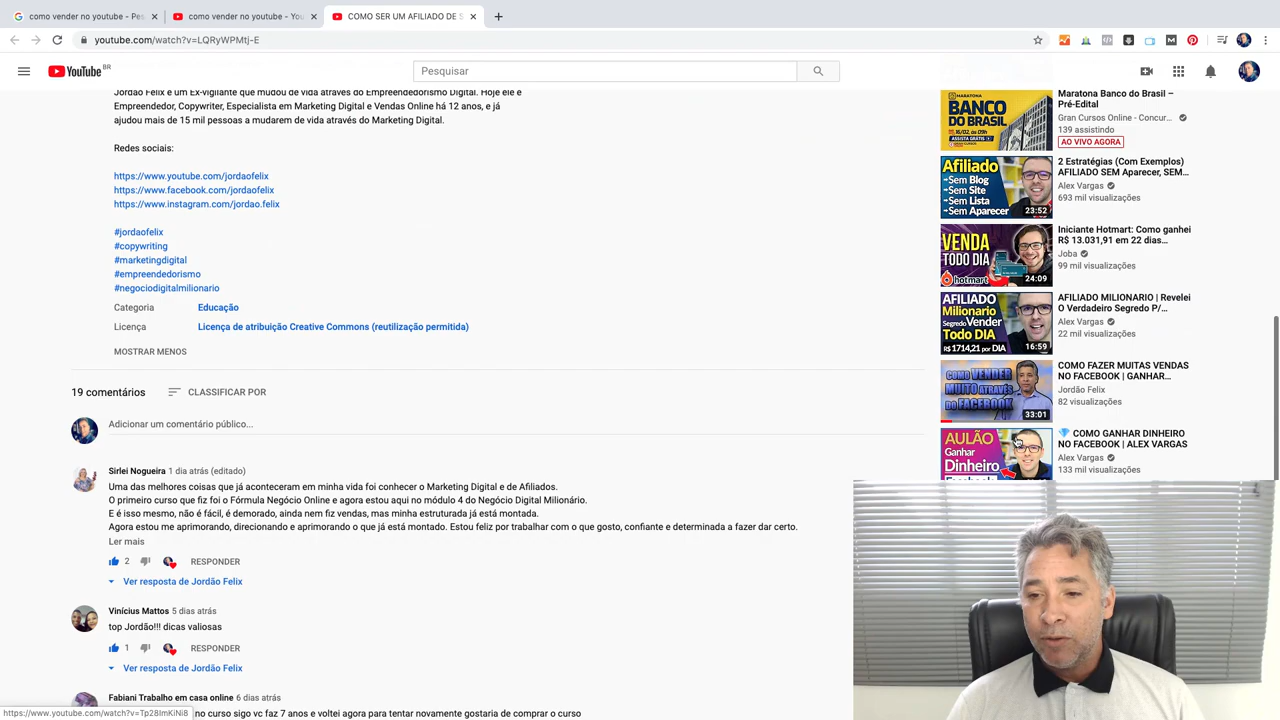 como vender no youtube - Pes
como vender no youtube - You
COMO SER UM AFILIADO DE S
youtube.com/watch?v=LQRyWPMtj-E
YouTube BR
Pesquisar
Jordão Felix é um Ex-vigilante que mudou de vida através do Empreendedorismo Digital. Hoje ele é
Empreendedor, Copywriter, Especialista em Marketing Digital e Vendas Online há 12 anos, e já
ajudou mais de 15 mil pessoas a mudarem de vida através do Marketing Digital.
Redes sociais:
https://www.youtube.com/jordaofelix
https://www.facebook.com/jordaofelix
https://www.instagram.com/jordao.felix
#jordaofelix
#copywriting
#marketingdigital
#empreendedorismo
#negociodigitalmilionario
Categoria Educação
Licença Licença de atribuição Creative Commons (reutilização permitida)
MOSTRAR MENOS
19 comentários CLASSIFICAR POR
Adicionar um comentário público...
Sirlei Nogueira 1 dia atrás (editado)
Uma das melhores coisas que já aconteceram em minha vida foi conhecer o Marketing Digital e de Afiliados.
O primeiro curso que fiz foi o Fórmula Negócio Online e agora estou aqui no módulo 4 do Negócio Digital Milionário.
E é isso mesmo, não é fácil, é demorado, ainda nem fiz vendas, mas minha estruturada já está montada.
Agora estou me aprimorando, direcionando e aprimorando o que já está montado. Estou feliz por trabalhar com o que gosto, confiante e determinada a fazer dar certo.
Ler mais
2 RESPONDER
Ver resposta de Jordão Felix
Vinícius Mattos 5 dias atrás
top Jordão!!! dicas valiosas
1 RESPONDER
Ver resposta de Jordão Felix
Fabiani Trabalho em casa online 6 dias atrás
no curso sigo vc faz 7 anos e voltei agora para tentar novamente gostaria de comprar o curso
https://www.youtube.com/watch?v=Tp28ImKiNi8
MARATONA
BANCO
DO BRASIL
16/02, às 09h
Maratona Banco do Brasil –
Pré-Edital
Gran Cursos Online - Concur...
139 assistindo
AO VIVO AGORA
Afiliado
Sem Blog
Sem Site
Sem Lista
Sem Aparecer
23:52
2 Estratégias (Com Exemplos)
AFILIADO SEM Aparecer, SEM...
Alex Vargas
693 mil visualizações
VENDA
TODO DIA
hotmart
24:09
Iniciante Hotmart: Como ganhei
R$ 13.031,91 em 22 dias...
Joba
99 mil visualizações
AFILIADO
Milionario
Segredo Vender
Todo DIA
R$ 1714,21 por DIA
16:59
AFILIADO MILIONARIO | Revelei
O Verdadeiro Segredo P/...
Alex Vargas
22 mil visualizações
COMO VENDER
MUITO ATRAVÉS
DO FACEBOOK
33:01
COMO FAZER MUITAS VENDAS
NO FACEBOOK | GANHAR...
Jordão Felix
82 visualizações
AULÃO
Ganhar
Dinheiro
Facebook
COMO GANHAR DINHEIRO
NO FACEBOOK | ALEX VARGAS
Alex Vargas
133 mil visualizações